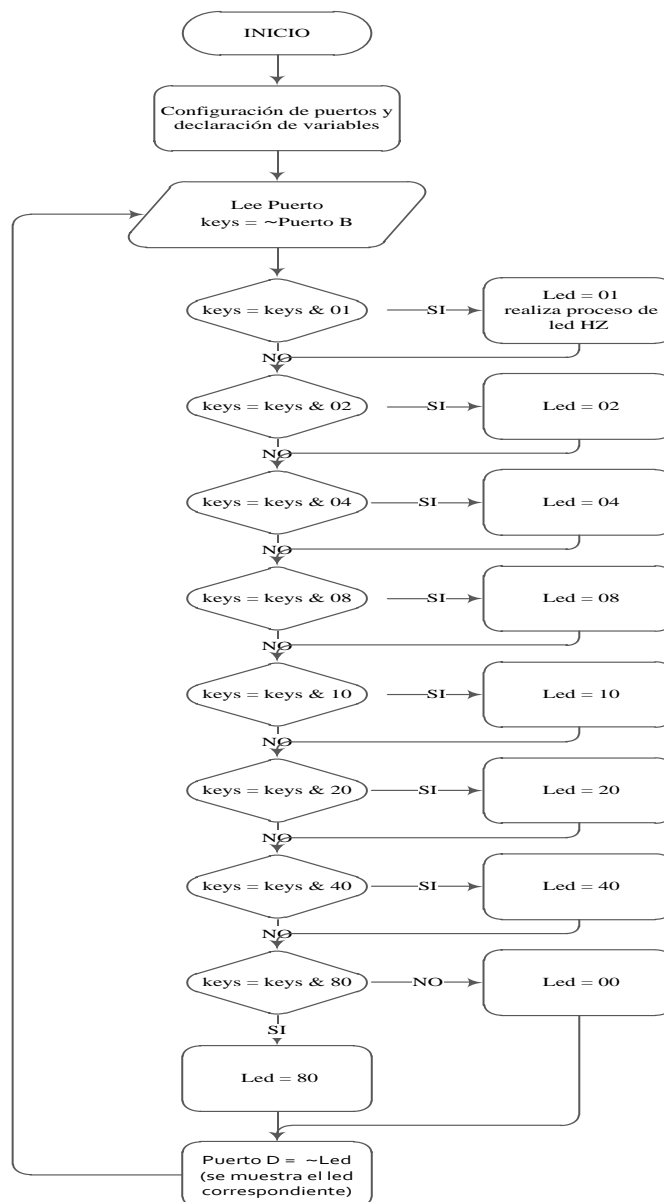 INICIO
Configuración de puertos y
declaración de variables
Lee Puerto
keys = ~Puerto B
keys = keys & 01
SI
Led = 01
realiza proceso de
led HZ
NO
keys = keys & 02
SI
Led = 02
NO
keys = keys & 04
SI
Led = 04
NO
keys = keys & 08
SI
Led = 08
NO
keys = keys & 10
SI
Led = 10
NO
keys = keys & 20
SI
Led = 20
NO
keys = keys & 40
SI
Led = 40
NO
keys = keys & 80
NO
Led = 00
SI
Led = 80
Puerto D = ~Led
(se muestra el led
correspondiente)